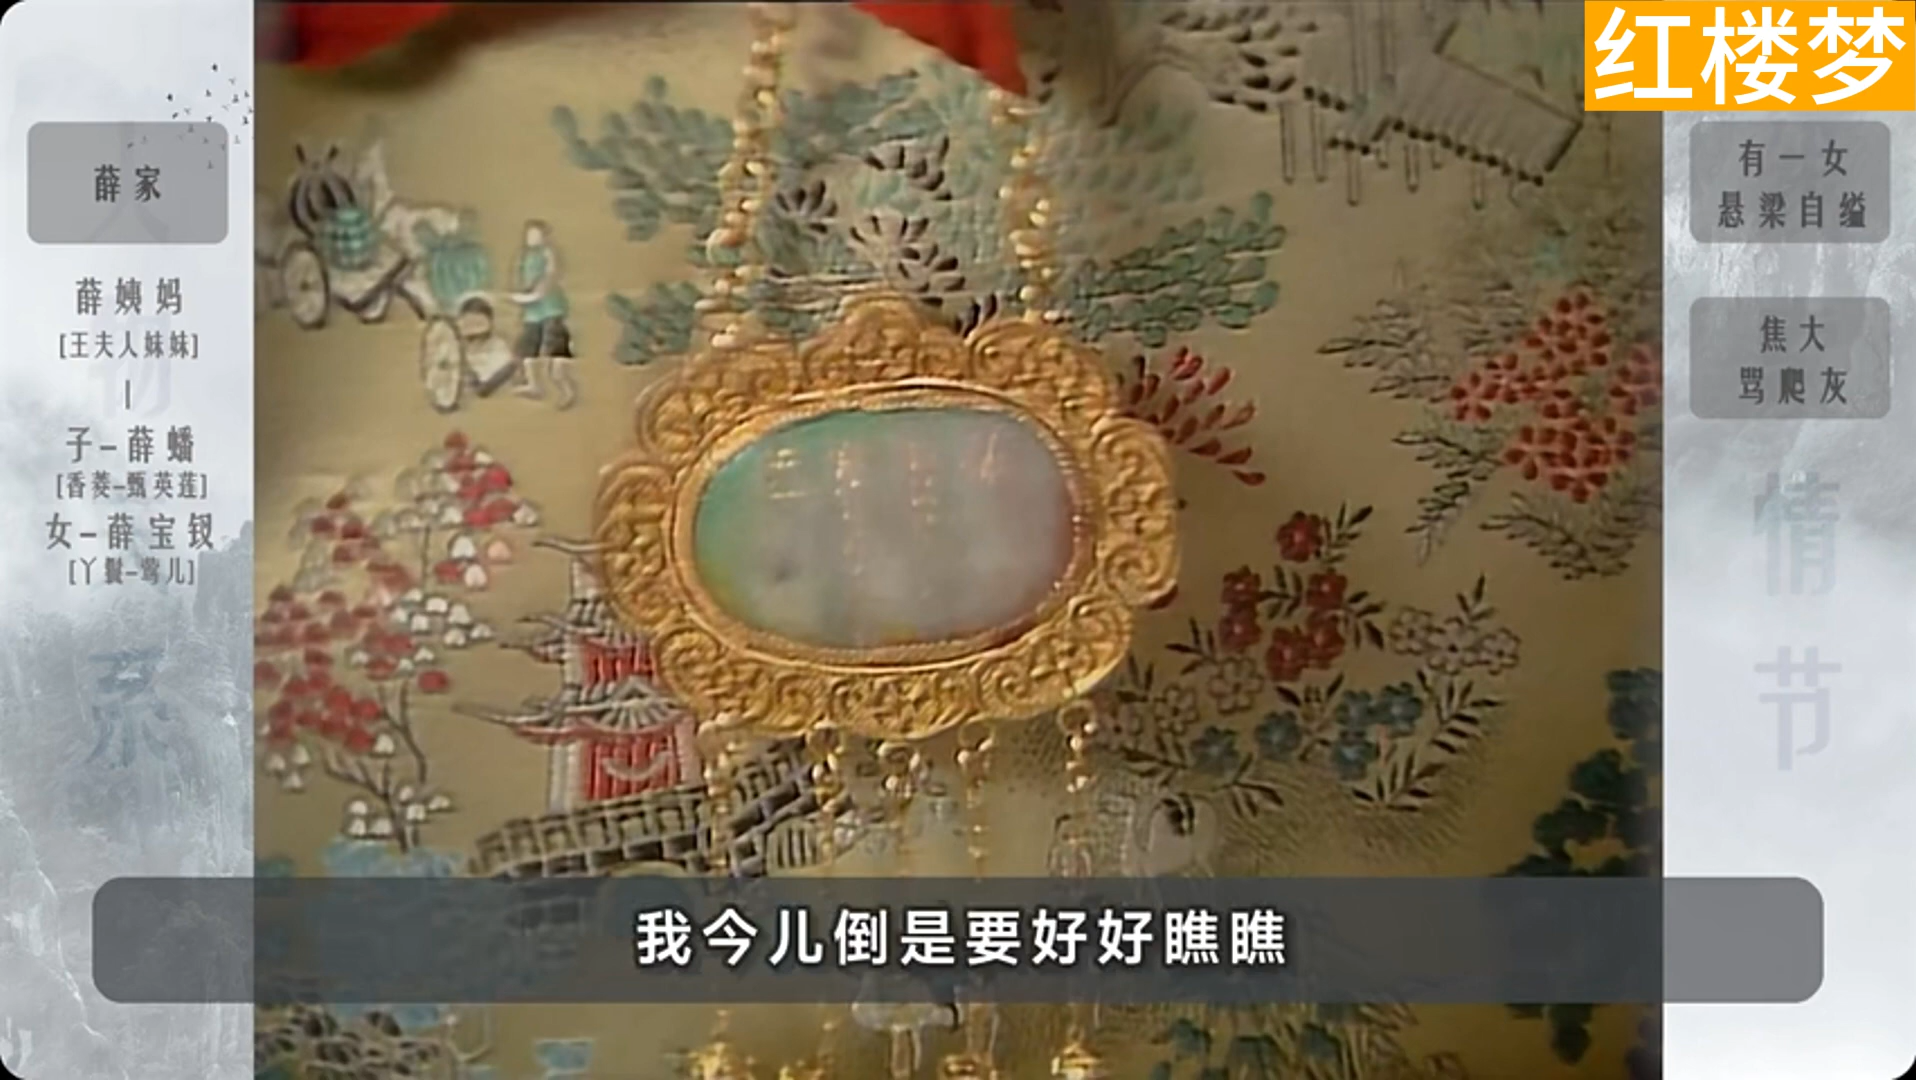 红楼梦
薛家
薛姨妈
[王夫人妹妹]
子-薛蟠
[香菱-甄英莲]
女-薛宝钗
[丫鬟-莺儿]
有一女
悬梁自缢
焦大
骂爬灰
情节
我今儿倒是要好好瞧瞧